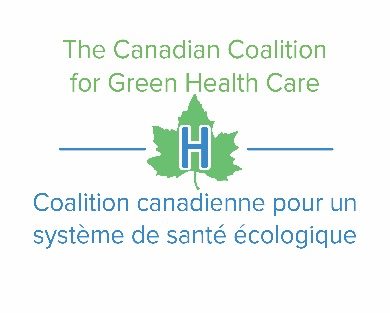 The Canadian Coalition
for Green Health Care
H
Coalition canadienne pour un
système de santé écologique